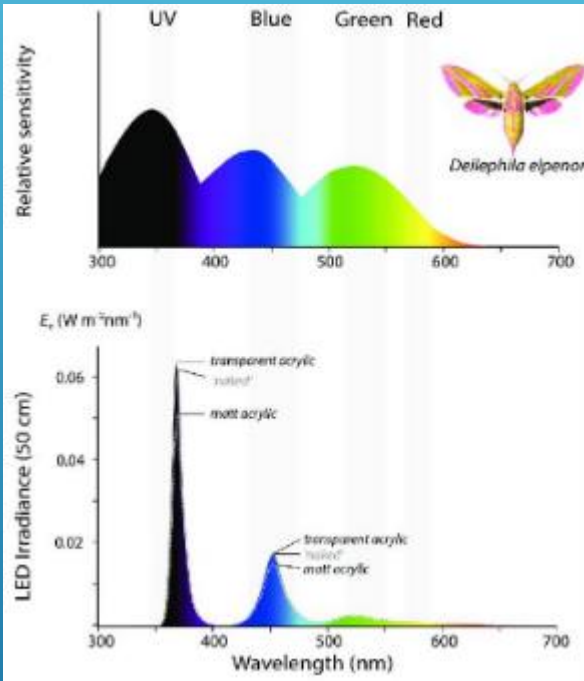 UV Blue Green Red
Relative sensitivity
Deilephila elpenor
300 400 500 600 700
Eₑ (W m⁻²nm⁻¹)
transparent acrylic
'naked'
matt acrylic
0.06
0.04
0.02
transparent acrylic
'naked'
matt acrylic
LED Irradiance (50 cm)
300 400 500 600 700
Wavelength (nm)